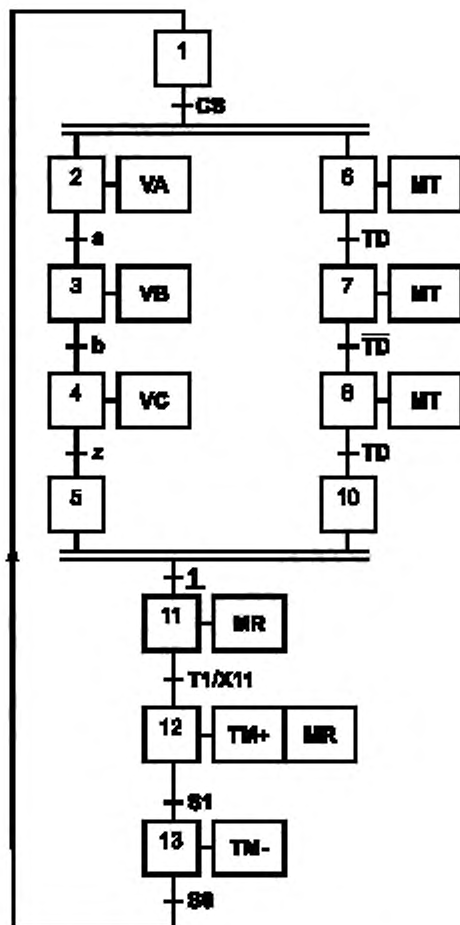 1
CS
2 VA 6 MT
a TD
3 VB 7 MT
b T̅D̅
4 VC 8 MT
z TD
5 10
1
11 MR
T1/X11
12 TM+ MR
S1
13 TM-
S0